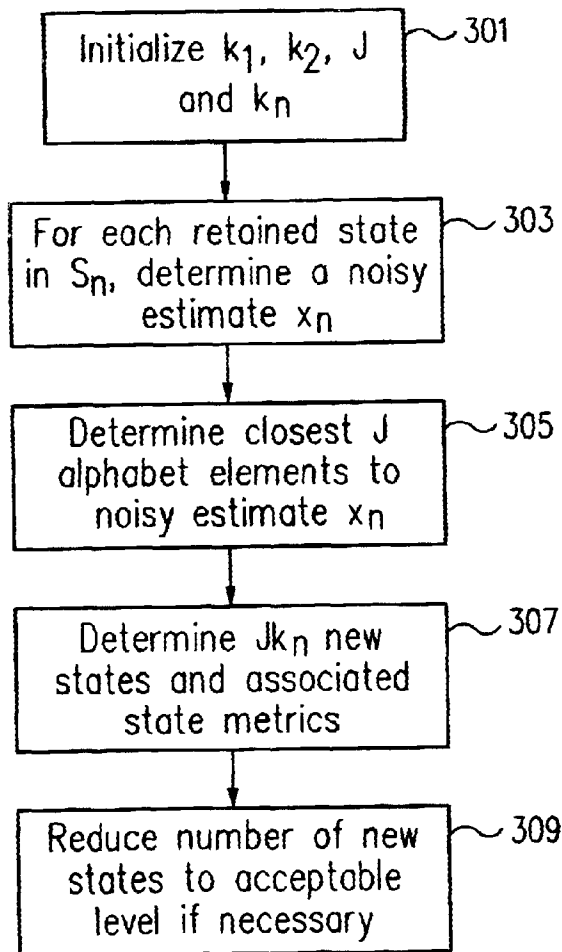 Initialize k1, k2, J
and kn
301
For each retained state
in Sn, determine a noisy
estimate xn
303
Determine closest J
alphabet elements to
noisy estimate xn
305
Determine Jkn new
states and associated
state metrics
307
Reduce number of new
states to acceptable
level if necessary
309